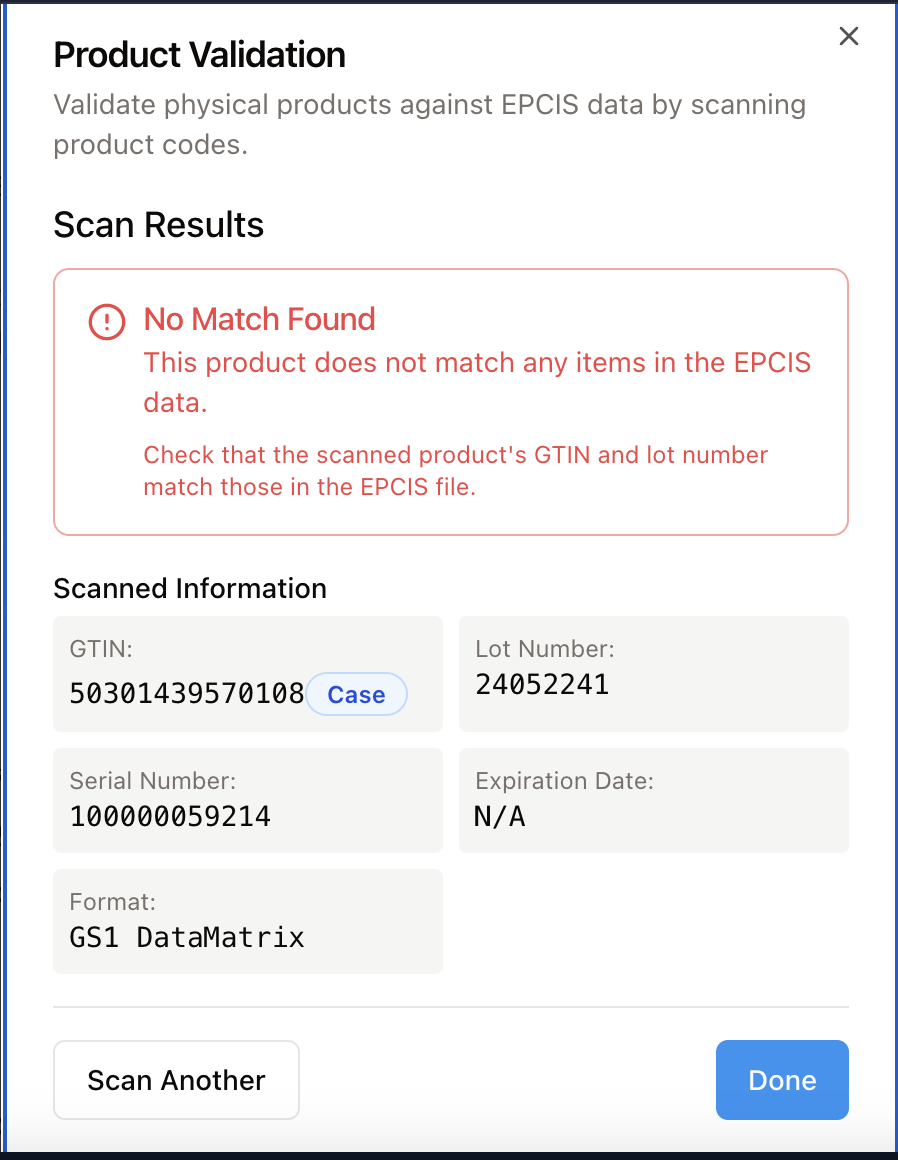 Product Validation
Validate physical products against EPCIS data by scanning
product codes.
Scan Results
No Match Found
This product does not match any items in the EPCIS
data.
Check that the scanned product's GTIN and lot number
match those in the EPCIS file.
Scanned Information
GTIN:
50301439570108 Case
Lot Number:
24052241
Serial Number:
100000059214
Expiration Date:
N/A
Format:
GS1 DataMatrix
Scan Another
Done